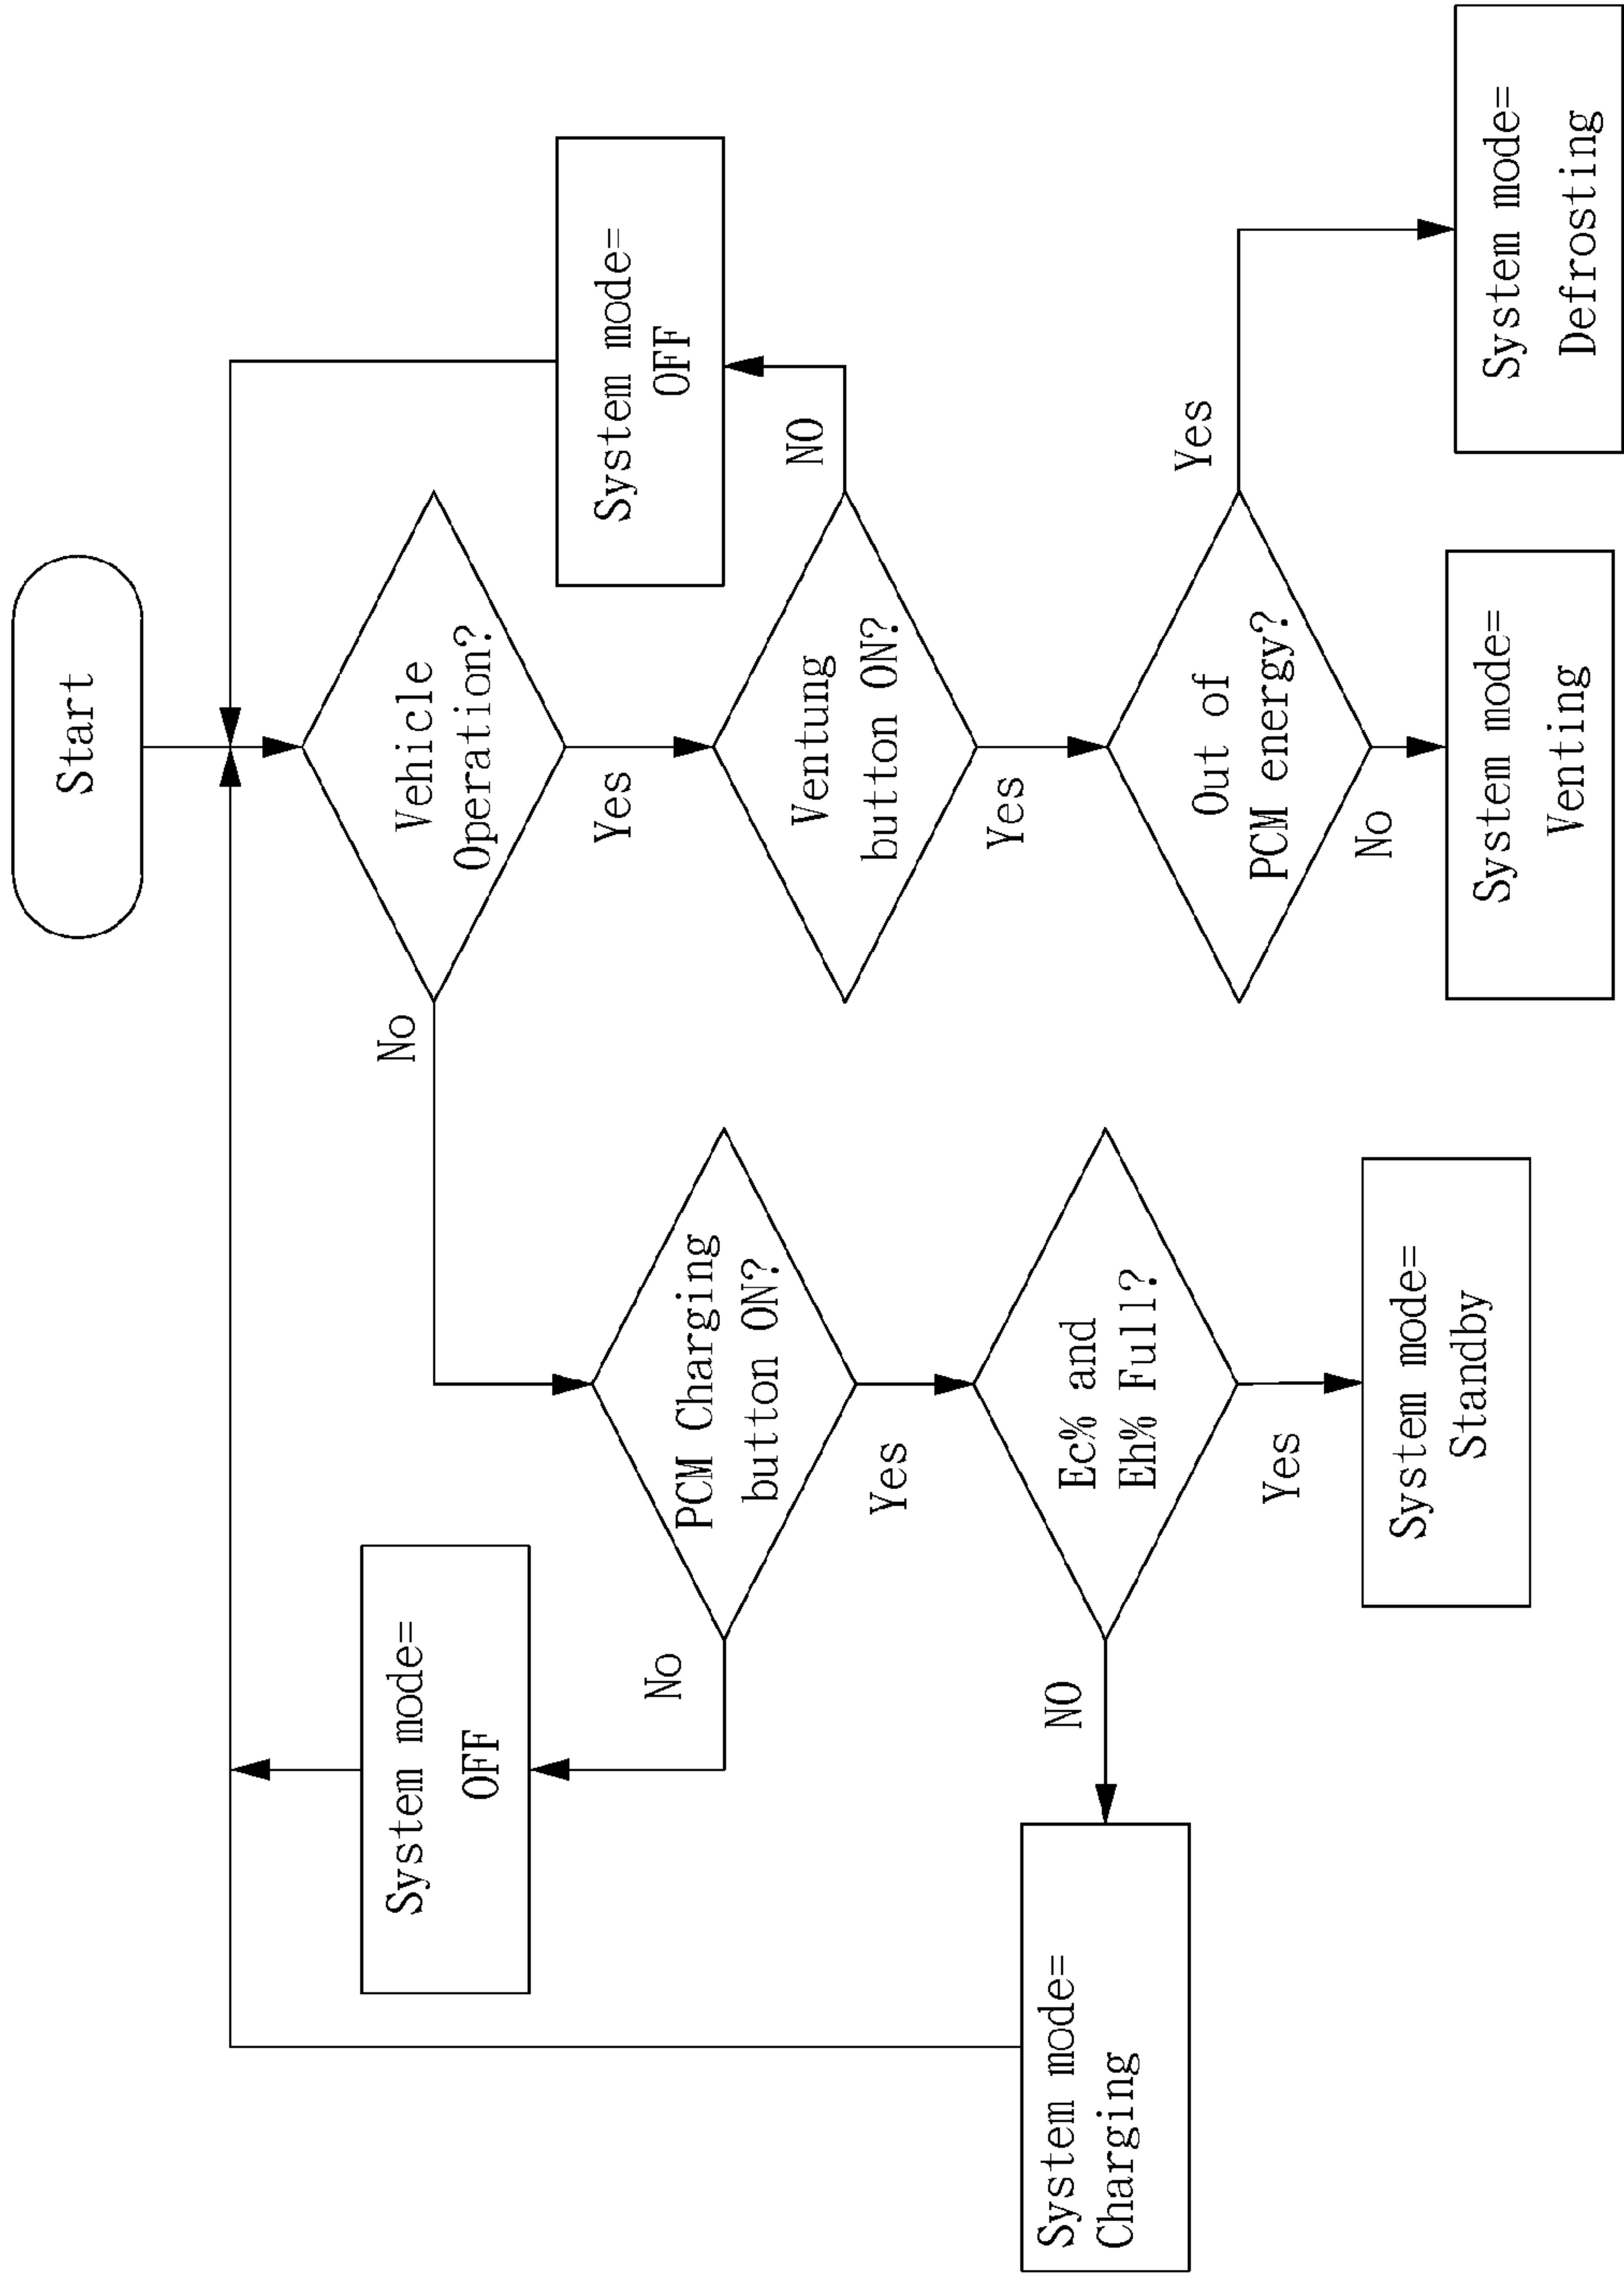 Start
Vehicle
Operation?
No
Yes
System mode=
OFF
PCM Charging
button ON?
No
Yes
System mode=
OFF
Ventung
button ON?
NO
Yes
Ec% and
Eh% Full?
NO
Yes
System mode=
Charging
System mode=
Standby
Out of
PCM energy?
Yes
No
System mode=
Venting
System mode=
Defrosting